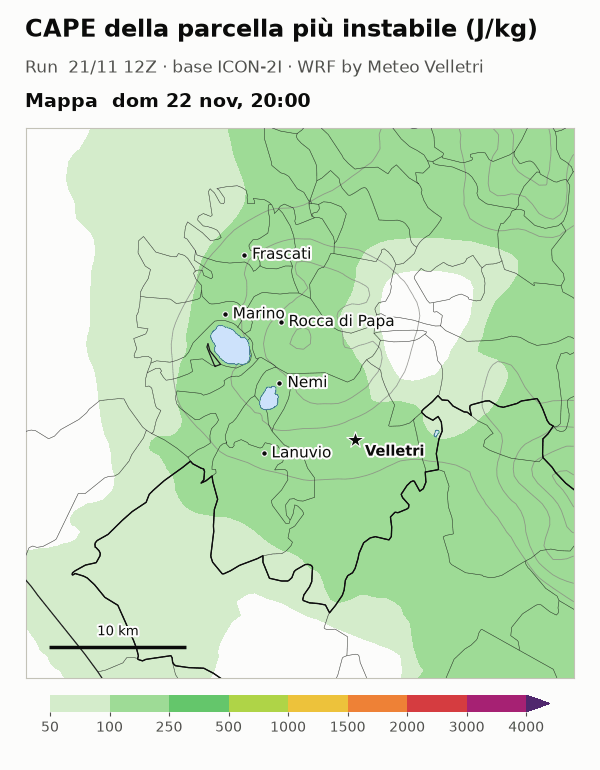 CAPE della parcella più instabile (J/kg)
Run  21/11 12Z · base ICON-2I · WRF by Meteo Velletri
Mappa  dom 22 nov, 20:00
Frascati
Marino
Rocca di Papa
Nemi
Velletri
Lanuvio
10 km
50 100 250 500 1000 1500 2000 3000 4000